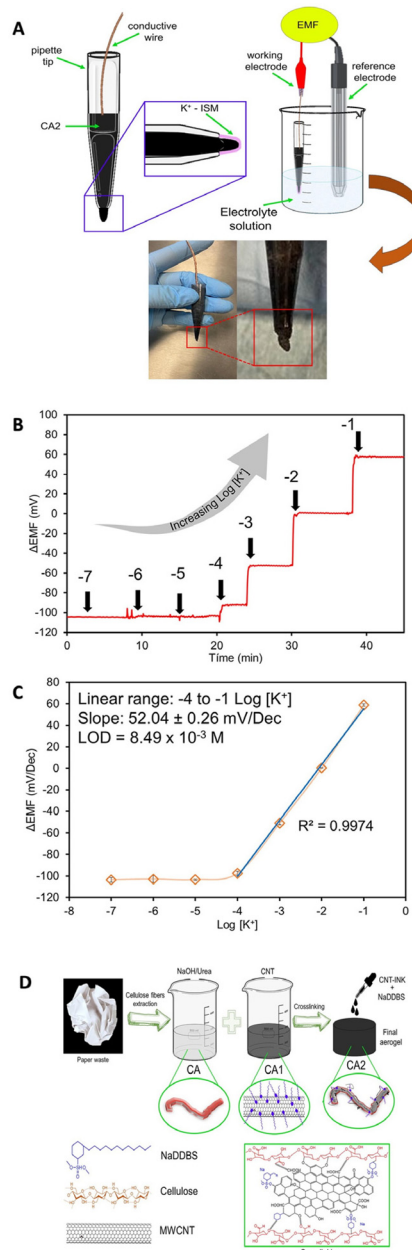 A
conductive
wire
pipette
tip
CA2
K⁺ - ISM
EMF
working
electrode
reference
electrode
Electrolyte
solution
B
ΔEMF (mV)
100
80
60
40
20
0
-20
-40
-60
-80
-100
-120
Increasing Log [K⁺]
-7
-6
-5
-4
-3
-2
-1
0
10
20
30
40
Time (min)
C
ΔEMF (mV/Dec)
80
60
40
20
0
-20
-40
-60
-80
-100
-120
Linear range: -4 to -1 Log [K⁺]
Slope: 52.04 ± 0.26 mV/Dec
LOD = 8.49 x 10⁻³ M
R² = 0.9974
-8
-7
-6
-5
-4
-3
-2
-1
0
Log [K⁺]
D
Paper waste
Cellulose fibers
extraction
NaOH/Urea
CA
CNT
CA1
Crosslinking
CNT-INK
+
NaDDBS
Final
aerogel
CA2
NaDDBS
Cellulose
MWCNT